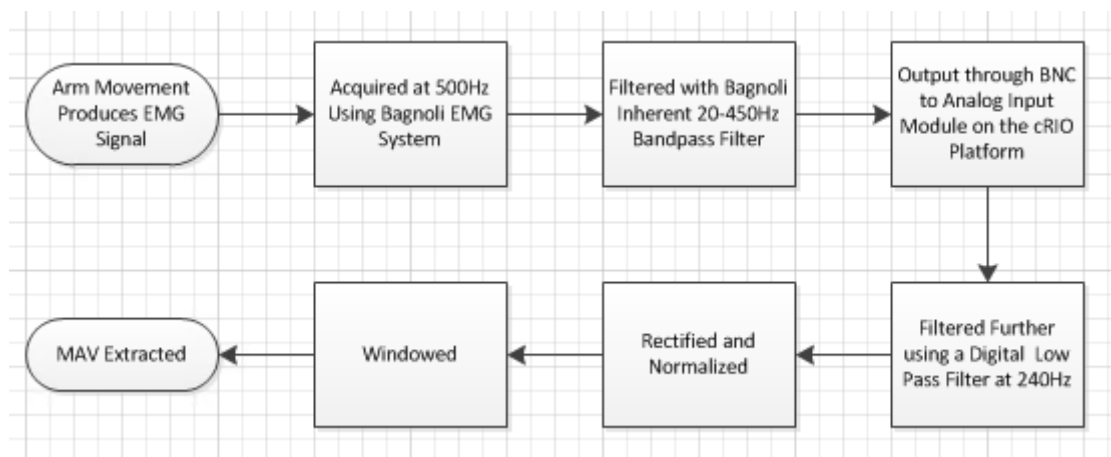 Arm Movement
Produces EMG
Signal
Acquired at 500Hz
Using Bagnoli EMG
System
Filtered with Bagnoli
Inherent 20-450Hz
Bandpass Filter
Output through BNC
to Analog Input
Module on the cRIO
Platform
Filtered Further
using a Digital Low
Pass Filter at 240Hz
Rectified and
Normalized
Windowed
MAV Extracted